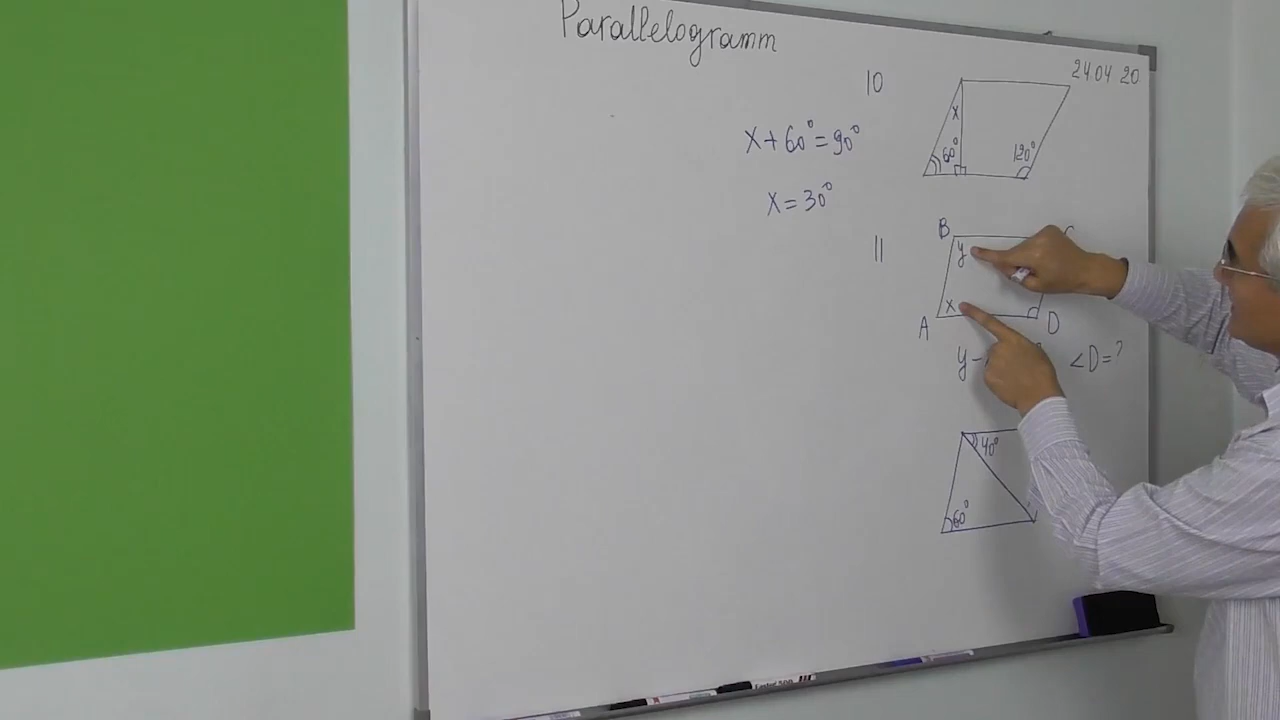 Parallelogramm
24.04 20
10
x
60°
120°
x + 60° = 90°
x = 30°
11
B
y
x
A
D
y -
∠D = ?
40°
60°